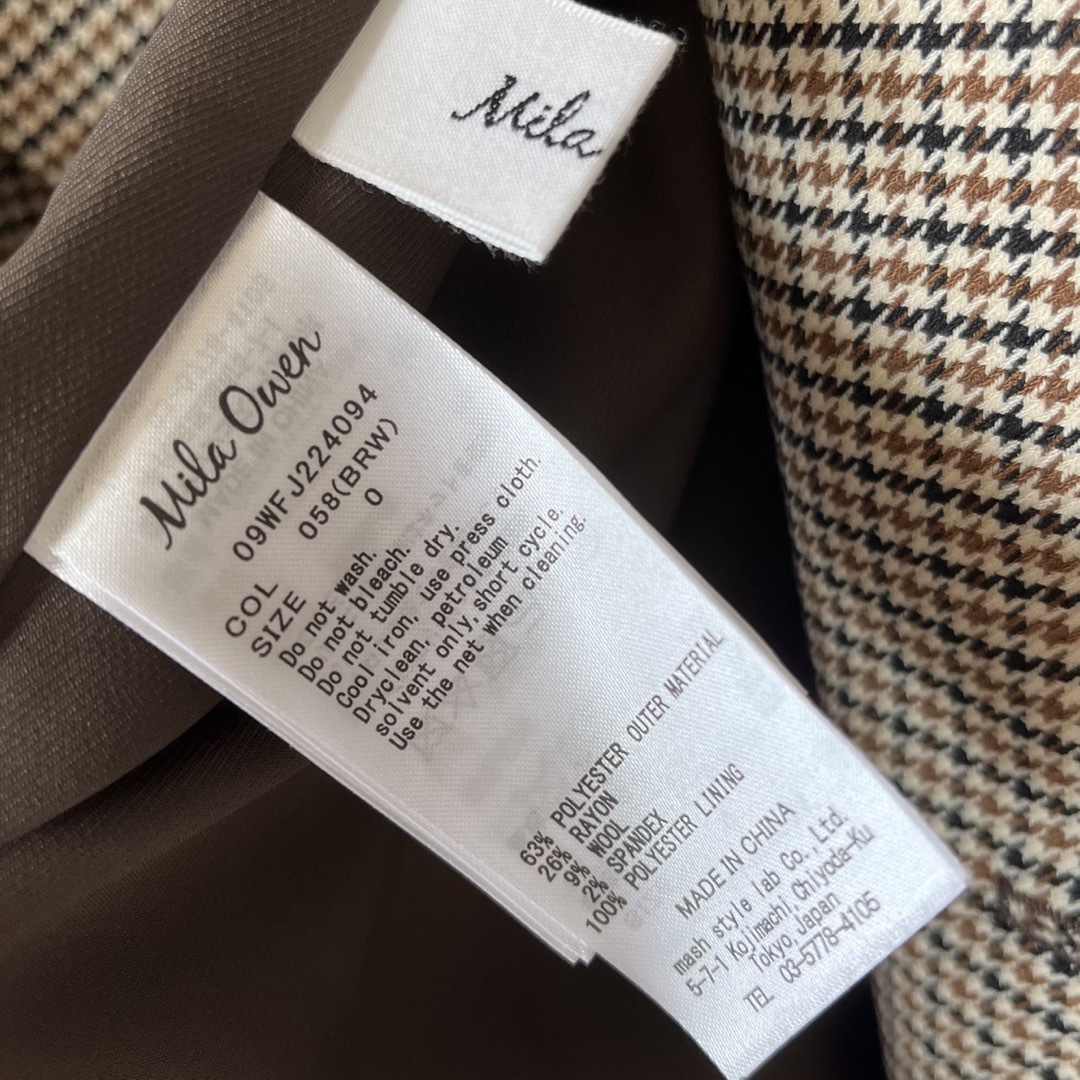 Mila
Mila Owen
09WFJ224094
COL 058(BRW)
SIZE 0
Do not wash.
Do not bleach.
Do not tumble dry.
Cool iron, use press cloth.
Dryclean, petroleum
solvent only, short cycle.
Use the net when cleaning.
63% POLYESTER OUTER MATERIAL
26% RAYON
9% WOOL
2% SPANDEX
100% POLYESTER LINING
MADE IN CHINA
mash style lab Co., Ltd.
5-7-1 Kojimachi Chiyoda-Ku
Tokyo, Japan
TEL 03-5778-4105